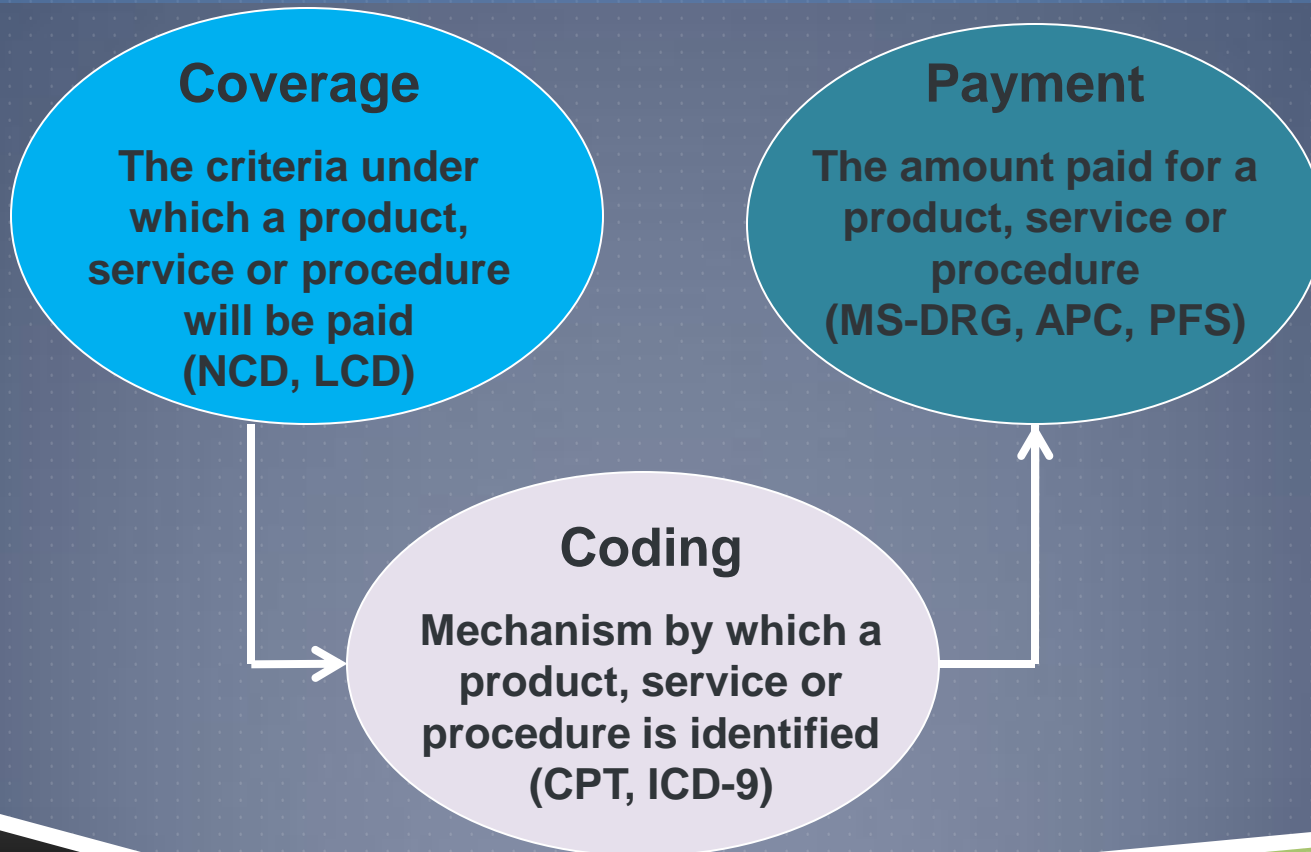 Coverage
The criteria under
which a product,
service or procedure
will be paid
(NCD, LCD)
Payment
The amount paid for a
product, service or
procedure
(MS-DRG, APC, PFS)
Coding
Mechanism by which a
product, service or
procedure is identified
(CPT, ICD-9)